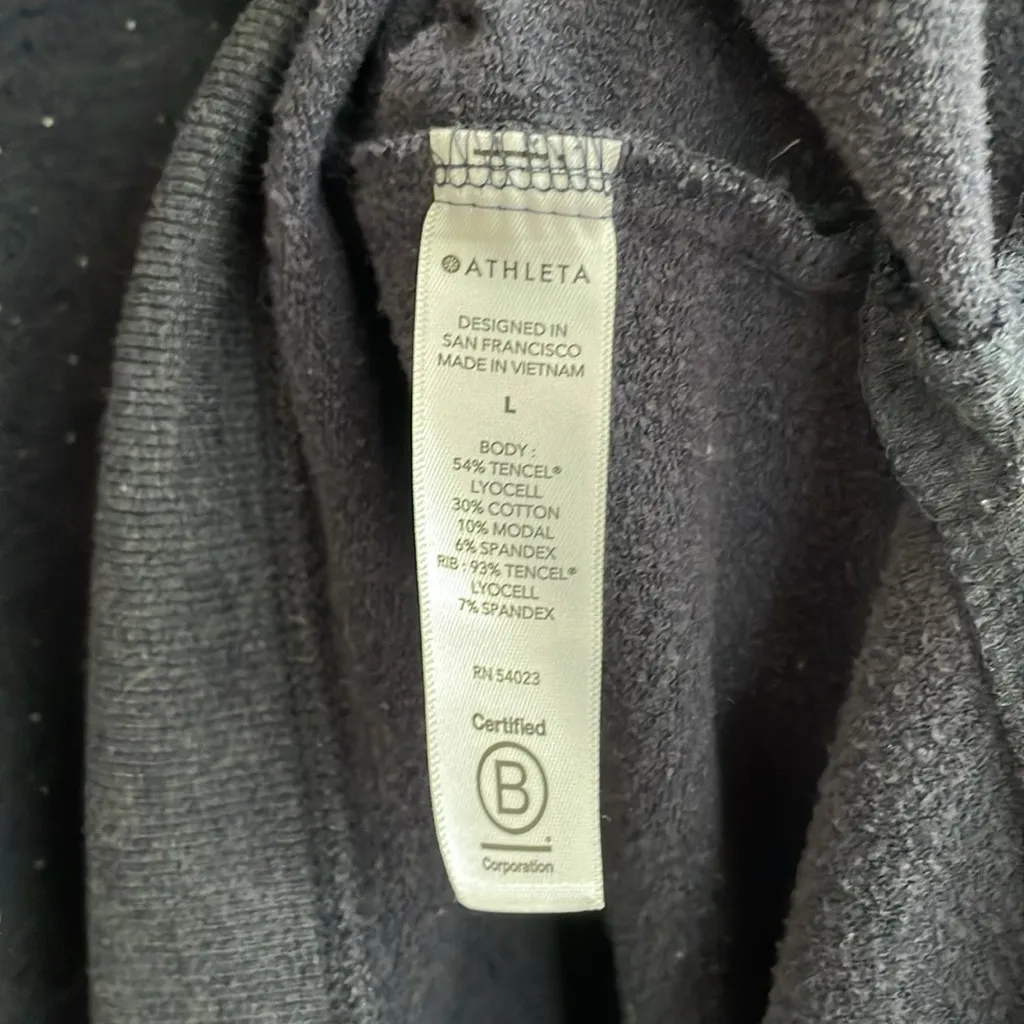 ATHLETA
DESIGNED IN
SAN FRANCISCO
MADE IN VIETNAM
L
BODY :
54% TENCEL®
LYOCELL
30% COTTON
10% MODAL
6% SPANDEX
RIB : 93% TENCEL®
LYOCELL
7% SPANDEX
RN 54023
Certified
B
Corporation